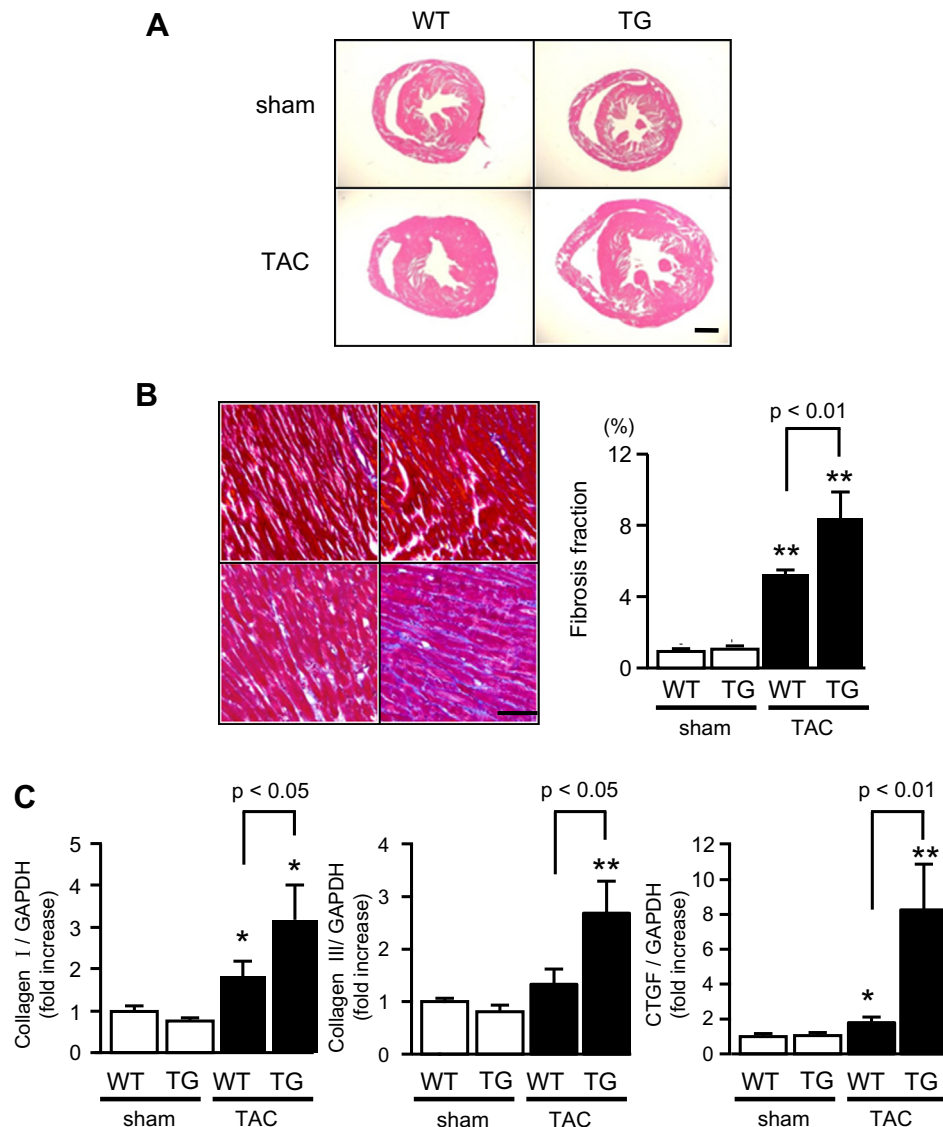 A
WT TG
sham
TAC
B
(%)
p < 0.01
Fibrosis fraction
12
8
4
0
**
**
WT TG WT TG
sham TAC
C
p < 0.05
Collagen I / GAPDH
(fold increase)
5
4
3
2
1
0
*
*
WT TG WT TG
sham TAC
p < 0.05
Collagen III/ GAPDH
(fold increase)
4
3
2
1
0
**
WT TG WT TG
sham TAC
p < 0.01
CTGF / GAPDH
(fold increase)
12
10
8
6
4
2
0
*
**
WT TG WT TG
sham TAC